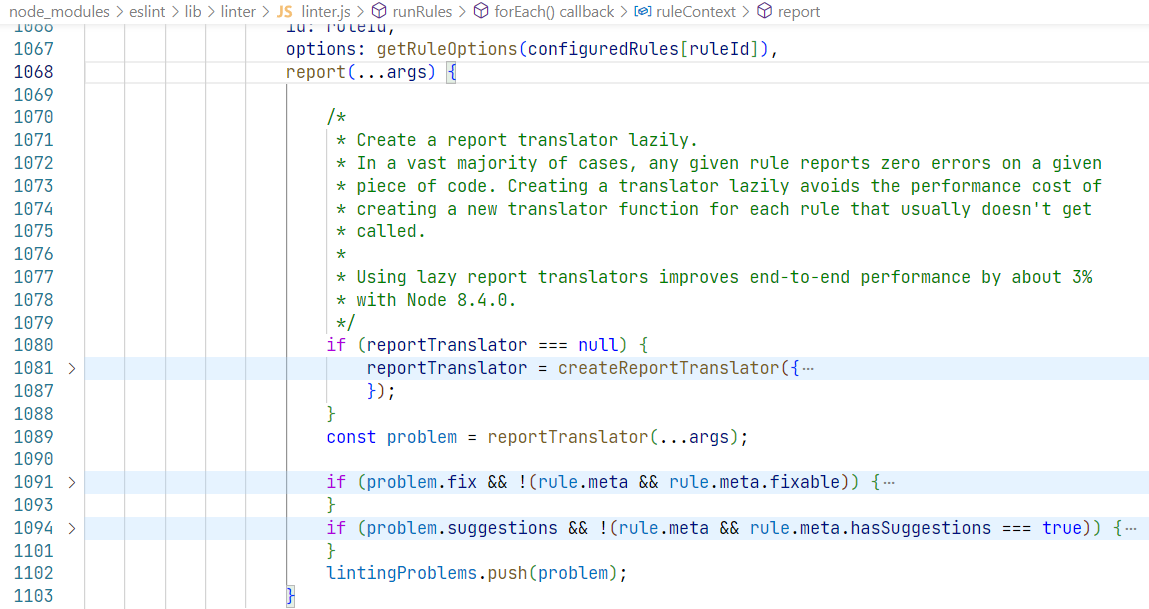 node_modules > eslint > lib > linter > JS linter.js > runRules > forEach() callback > ruleContext > report
1066 id: ruleId,
1067 options: getRuleOptions(configuredRules[ruleId]),
1068 report(...args) {
1069
1070 /*
1071 * Create a report translator lazily.
1072 * In a vast majority of cases, any given rule reports zero errors on a given
1073 * piece of code. Creating a translator lazily avoids the performance cost of
1074 * creating a new translator function for each rule that usually doesn't get
1075 * called.
1076 *
1077 * Using lazy report translators improves end-to-end performance by about 3%
1078 * with Node 8.4.0.
1079 */
1080 if (reportTranslator === null) {
1081 > reportTranslator = createReportTranslator({⋯
1087 });
1088 }
1089 const problem = reportTranslator(...args);
1090
1091 > if (problem.fix && !(rule.meta && rule.meta.fixable)) {⋯
1093 }
1094 > if (problem.suggestions && !(rule.meta && rule.meta.hasSuggestions === true)) {⋯
1101 }
1102 lintingProblems.push(problem);
1103 }